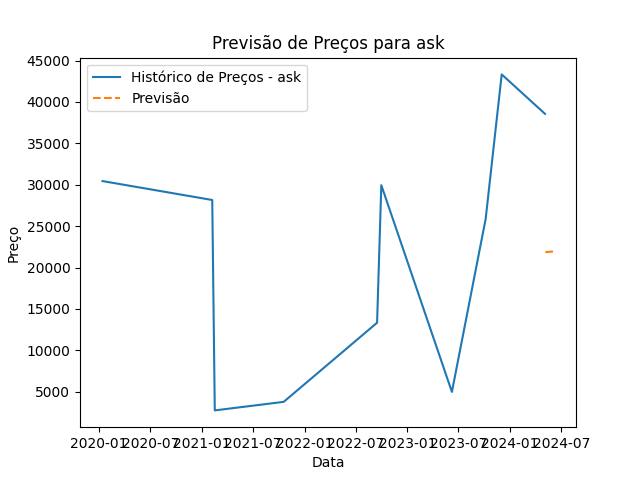 Previsão de Preços para ask
Histórico de Preços - ask
Previsão
45000
40000
35000
30000
25000
20000
15000
10000
5000
Preço
2020-01 2020-07 2021-01 2021-07 2022-01 2022-07 2023-01 2023-07 2024-01 2024-07
Data